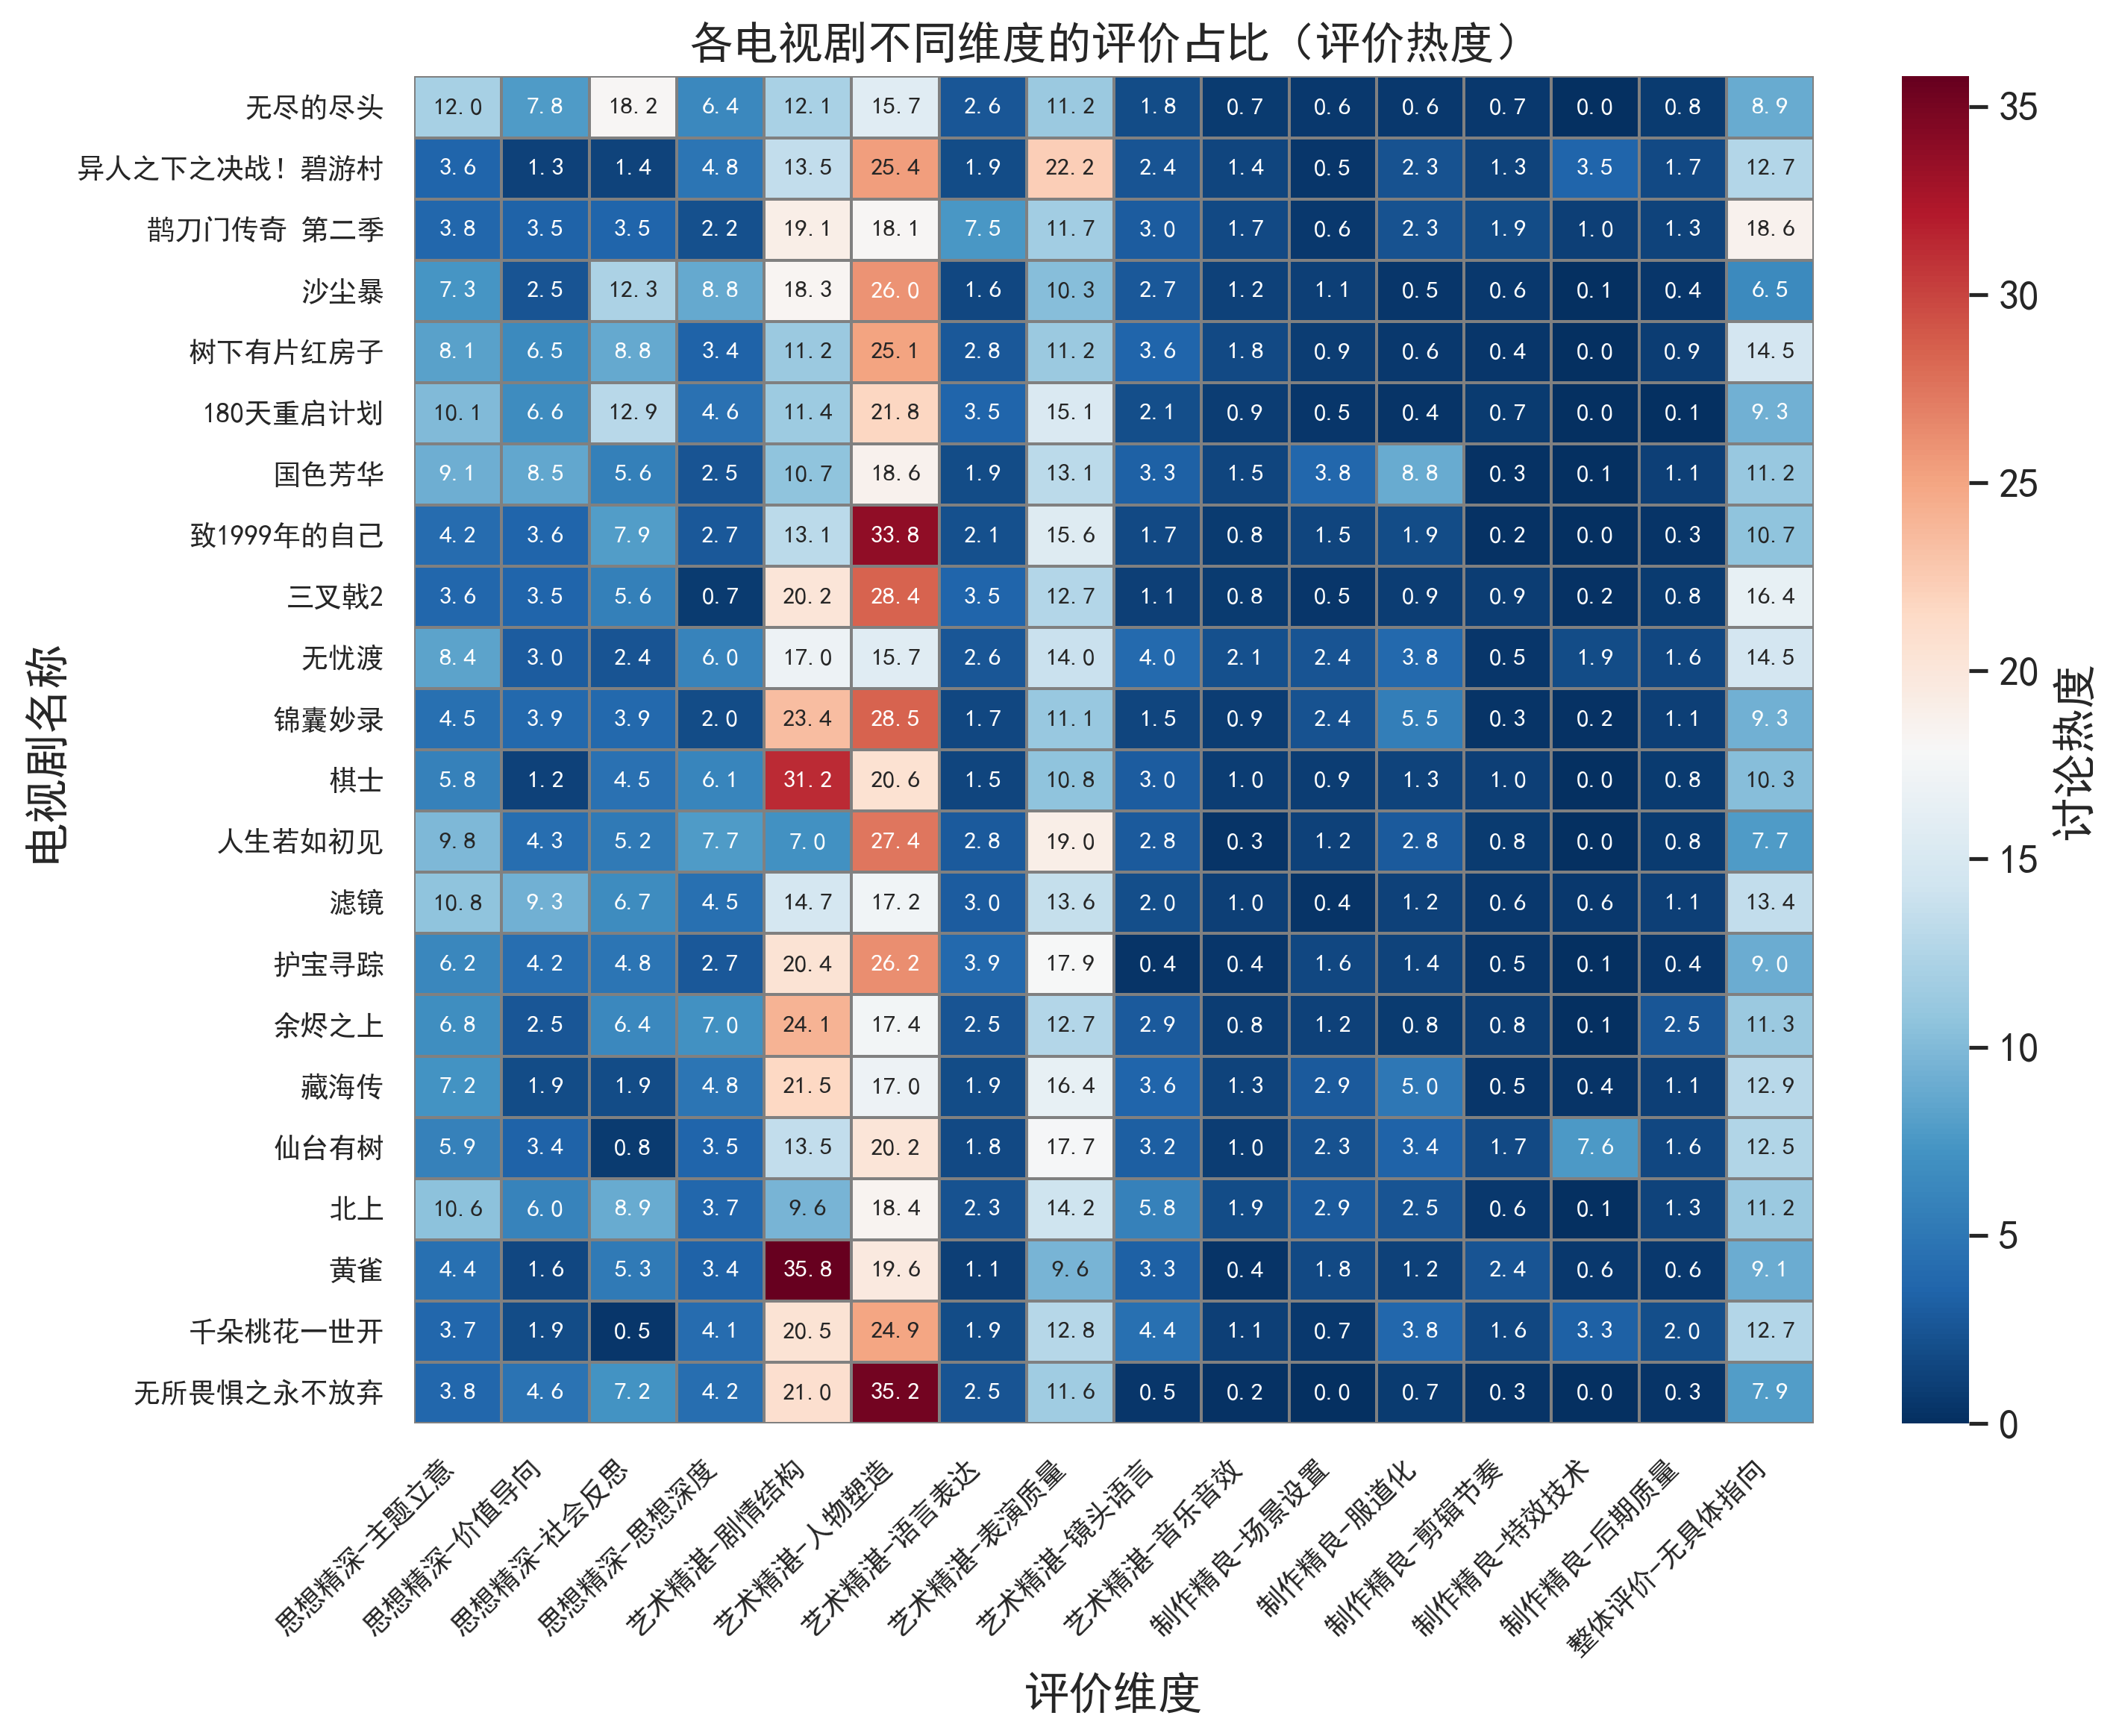 各电视剧不同维度的评价占比（评价热度）
电视剧名称
无尽的尽头 12.0 7.8 18.2 6.4 12.1 15.7 2.6 11.2 1.8 0.7 0.6 0.6 0.7 0.0 0.8 8.9
异人之下之决战！碧游村 3.6 1.3 1.4 4.8 13.5 25.4 1.9 22.2 2.4 1.4 0.5 2.3 1.3 3.5 1.7 12.7
鹊刀门传奇 第二季 3.8 3.5 3.5 2.2 19.1 18.1 7.5 11.7 3.0 1.7 0.6 2.3 1.9 1.0 1.3 18.6
沙尘暴 7.3 2.5 12.3 8.8 18.3 26.0 1.6 10.3 2.7 1.2 1.1 0.5 0.6 0.1 0.4 6.5
树下有片红房子 8.1 6.5 8.8 3.4 11.2 25.1 2.8 11.2 3.6 1.8 0.9 0.6 0.4 0.0 0.9 14.5
180天重启计划 10.1 6.6 12.9 4.6 11.4 21.8 3.5 15.1 2.1 0.9 0.5 0.4 0.7 0.0 0.1 9.3
国色芳华 9.1 8.5 5.6 2.5 10.7 18.6 1.9 13.1 3.3 1.5 3.8 8.8 0.3 0.1 1.1 11.2
致1999年的自己 4.2 3.6 7.9 2.7 13.1 33.8 2.1 15.6 1.7 0.8 1.5 1.9 0.2 0.0 0.3 10.7
三叉戟2 3.6 3.5 5.6 0.7 20.2 28.4 3.5 12.7 1.1 0.8 0.5 0.9 0.9 0.2 0.8 16.4
无忧渡 8.4 3.0 2.4 6.0 17.0 15.7 2.6 14.0 4.0 2.1 2.4 3.8 0.5 1.9 1.6 14.5
锦囊妙录 4.5 3.9 3.9 2.0 23.4 28.5 1.7 11.1 1.5 0.9 2.4 5.5 0.3 0.2 1.1 9.3
棋士 5.8 1.2 4.5 6.1 31.2 20.6 1.5 10.8 3.0 1.0 0.9 1.3 1.0 0.0 0.8 10.3
人生若如初见 9.8 4.3 5.2 7.7 7.0 27.4 2.8 19.0 2.8 0.3 1.2 2.8 0.8 0.0 0.8 7.7
滤镜 10.8 9.3 6.7 4.5 14.7 17.2 3.0 13.6 2.0 1.0 0.4 1.2 0.6 0.6 1.1 13.4
护宝寻踪 6.2 4.2 4.8 2.7 20.4 26.2 3.9 17.9 0.4 0.4 1.6 1.4 0.5 0.1 0.4 9.0
余烬之上 6.8 2.5 6.4 7.0 24.1 17.4 2.5 12.7 2.9 0.8 1.2 0.8 0.8 0.1 2.5 11.3
藏海传 7.2 1.9 1.9 4.8 21.5 17.0 1.9 16.4 3.6 1.3 2.9 5.0 0.5 0.4 1.1 12.9
仙台有树 5.9 3.4 0.8 3.5 13.5 20.2 1.8 17.7 3.2 1.0 2.3 3.4 1.7 7.6 1.6 12.5
北上 10.6 6.0 8.9 3.7 9.6 18.4 2.3 14.2 5.8 1.9 2.9 2.5 0.6 0.1 1.3 11.2
黄雀 4.4 1.6 5.3 3.4 35.8 19.6 1.1 9.6 3.3 0.4 1.8 1.2 2.4 0.6 0.6 9.1
千朵桃花一世开 3.7 1.9 0.5 4.1 20.5 24.9 1.9 12.8 4.4 1.1 0.7 3.8 1.6 3.3 2.0 12.7
无所畏惧之永不放弃 3.8 4.6 7.2 4.2 21.0 35.2 2.5 11.6 0.5 0.2 0.0 0.7 0.3 0.0 0.3 7.9
思想精深-主题立意
思想精深-价值导向
思想精深-社会反思
思想精深-思想深度
艺术精湛-剧情结构
艺术精湛-人物塑造
艺术精湛-语言表达
艺术精湛-表演质量
艺术精湛-镜头语言
艺术精湛-音乐音效
制作精良-场景设置
制作精良-服道化
制作精良-剪辑节奏
制作精良-特效技术
制作精良-后期质量
整体评价-无具体指向
评价维度
35
30
25
20
15
10
5
0
讨论热度